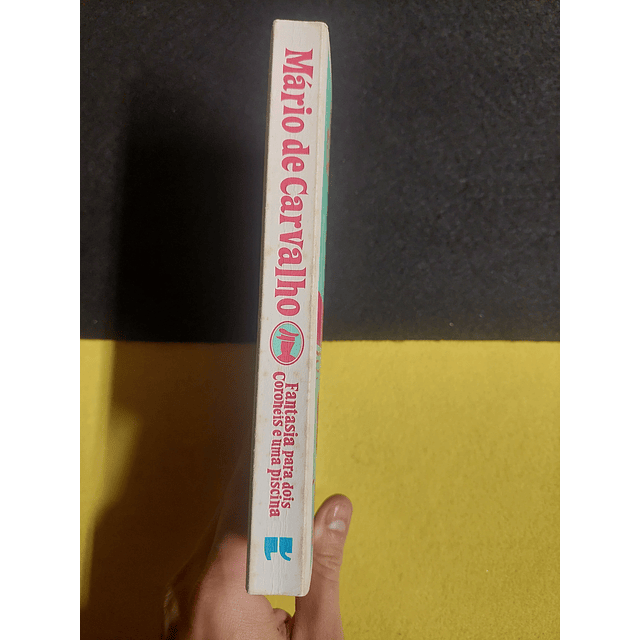 Mário de Carvalho
Fantasia para dois
Coronéis e uma piscina